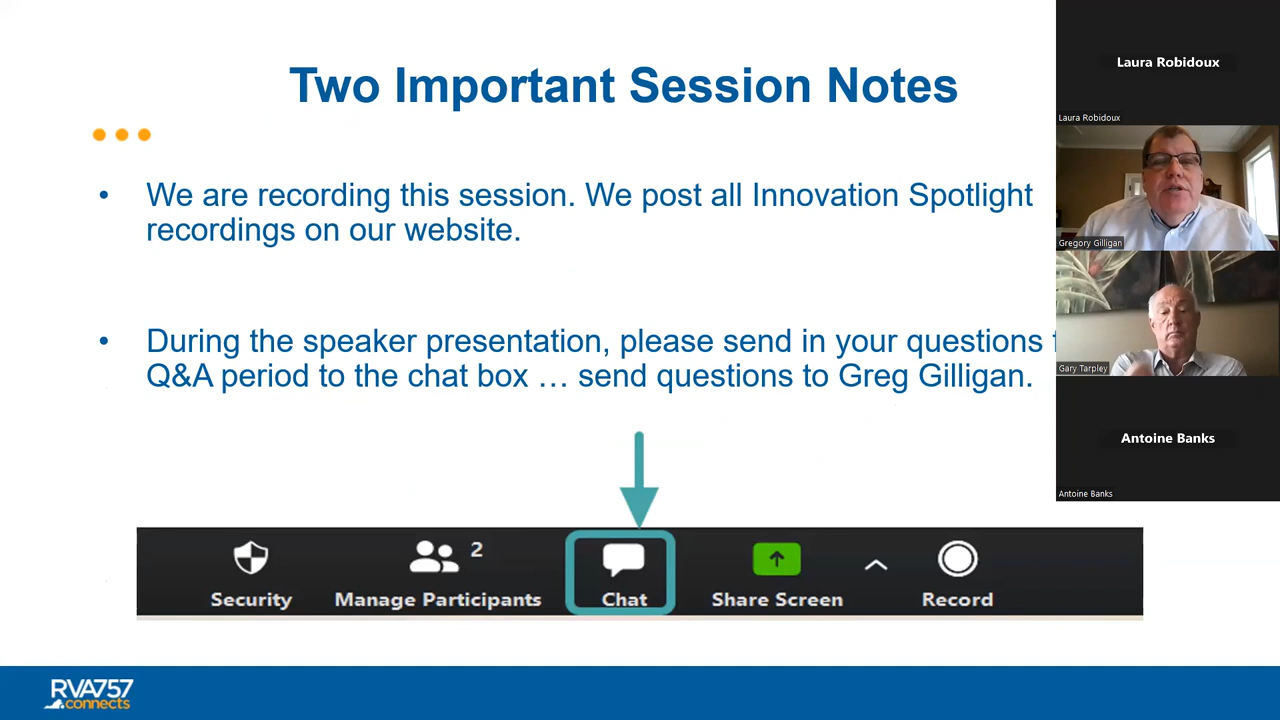 Two Important Session Notes
• We are recording this session. We post all Innovation Spotlight
recordings on our website.
• During the speaker presentation, please send in your questions
Q&A period to the chat box … send questions to Greg Gilligan.
Security
Manage Participants
2
Chat
Share Screen
Record
RVA757
connects
Laura Robidoux
Laura Robidoux
Gregory Gilligan
Gary Tarpley
Antoine Banks
Antoine Banks